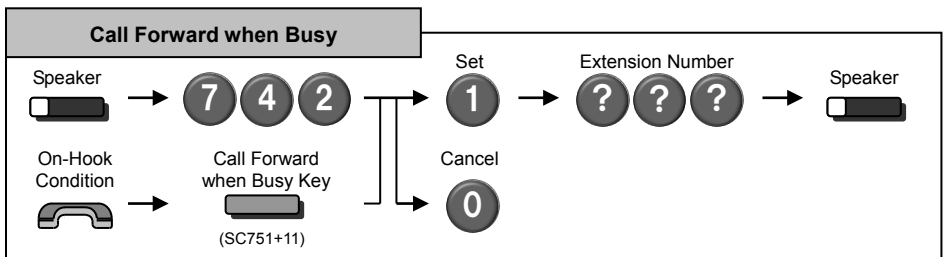 Call Forward when Busy
Speaker
7 4 2
Set
1
Extension Number
? ? ?
Speaker
On-Hook
Condition
Call Forward
when Busy Key
(SC751+11)
Cancel
0